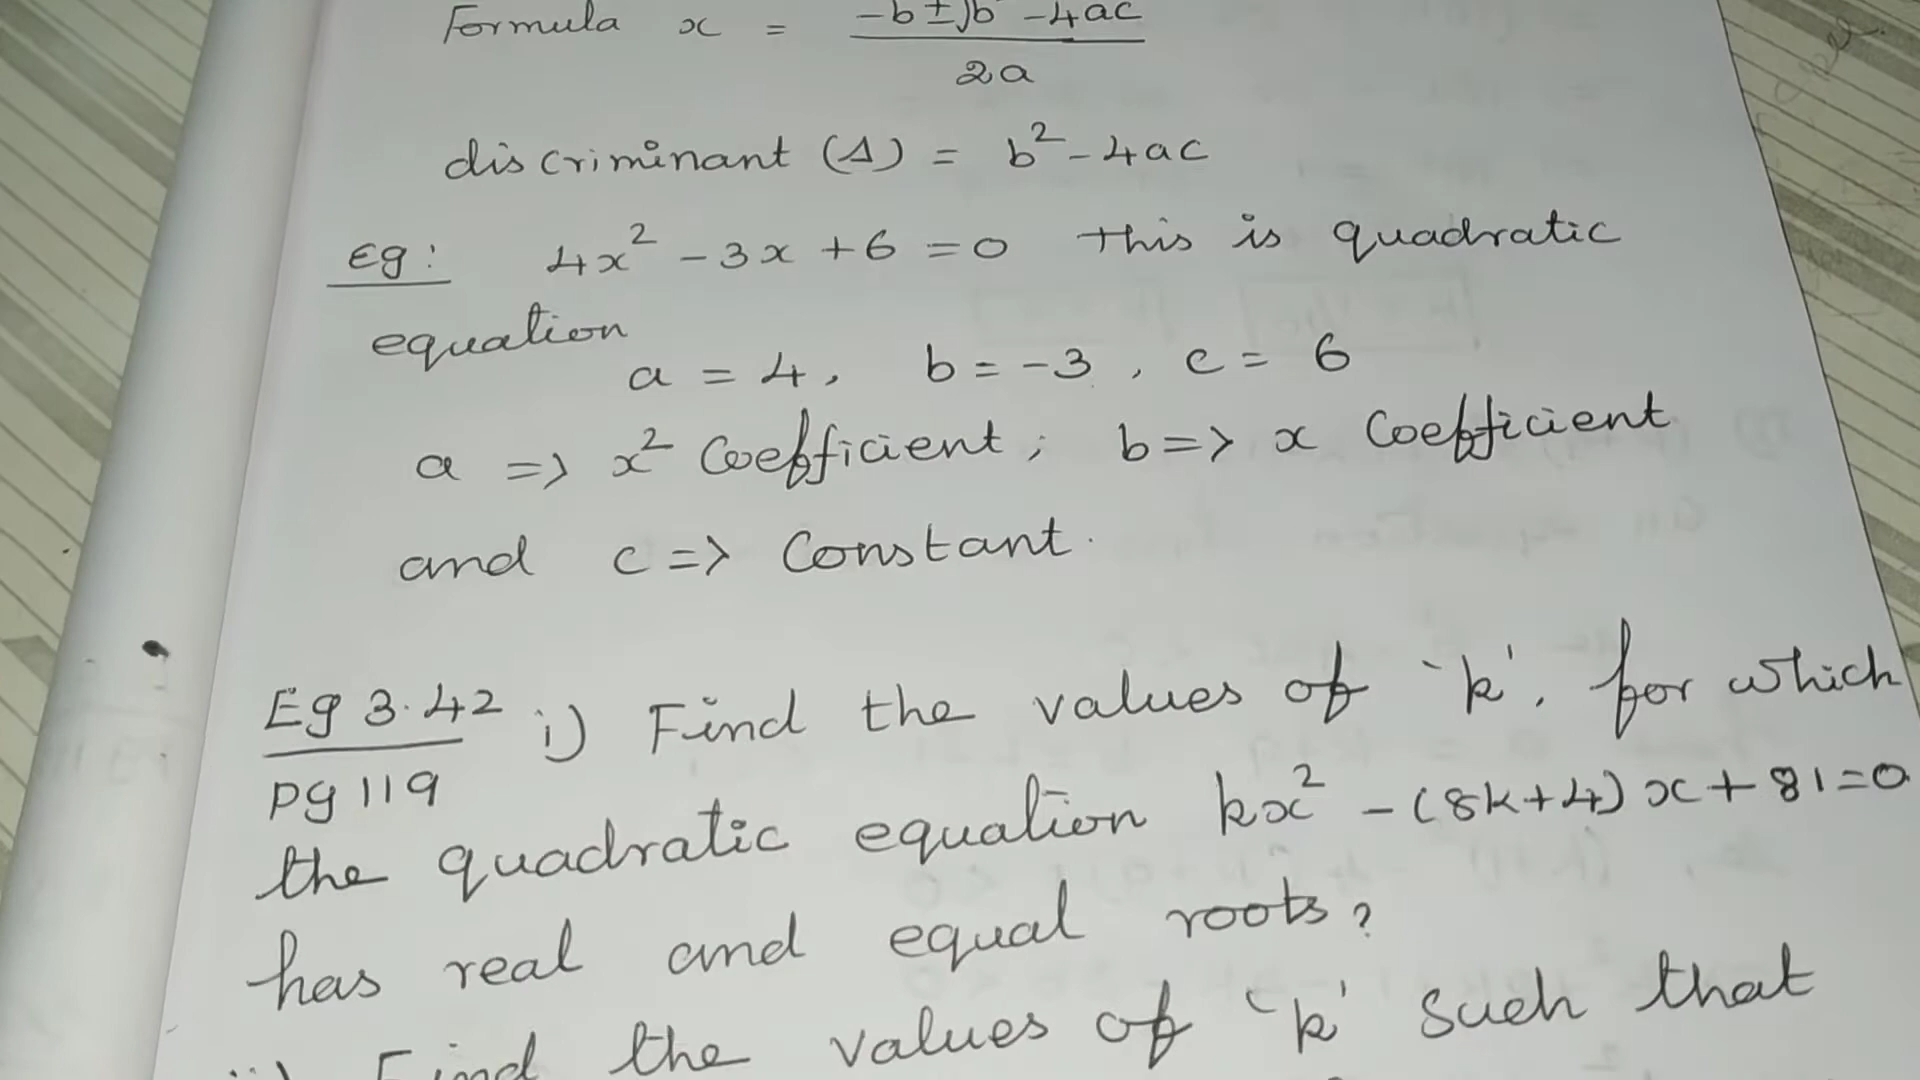 Formula x = -b ± √b -4ac
2a
discriminant (Δ) = b² - 4ac
Eg: 4x² - 3x + 6 = 0 This is quadratic
equation
a = 4, b = -3, c = 6
a => x² Coefficient; b => x Coefficient
and c => Constant.
Eg 3.42 i) Find the values of 'k', for which
pg 119
the quadratic equation kx² - (8k+4)x + 81=0
has real and equal roots?
ii) Find the values of 'k' such that